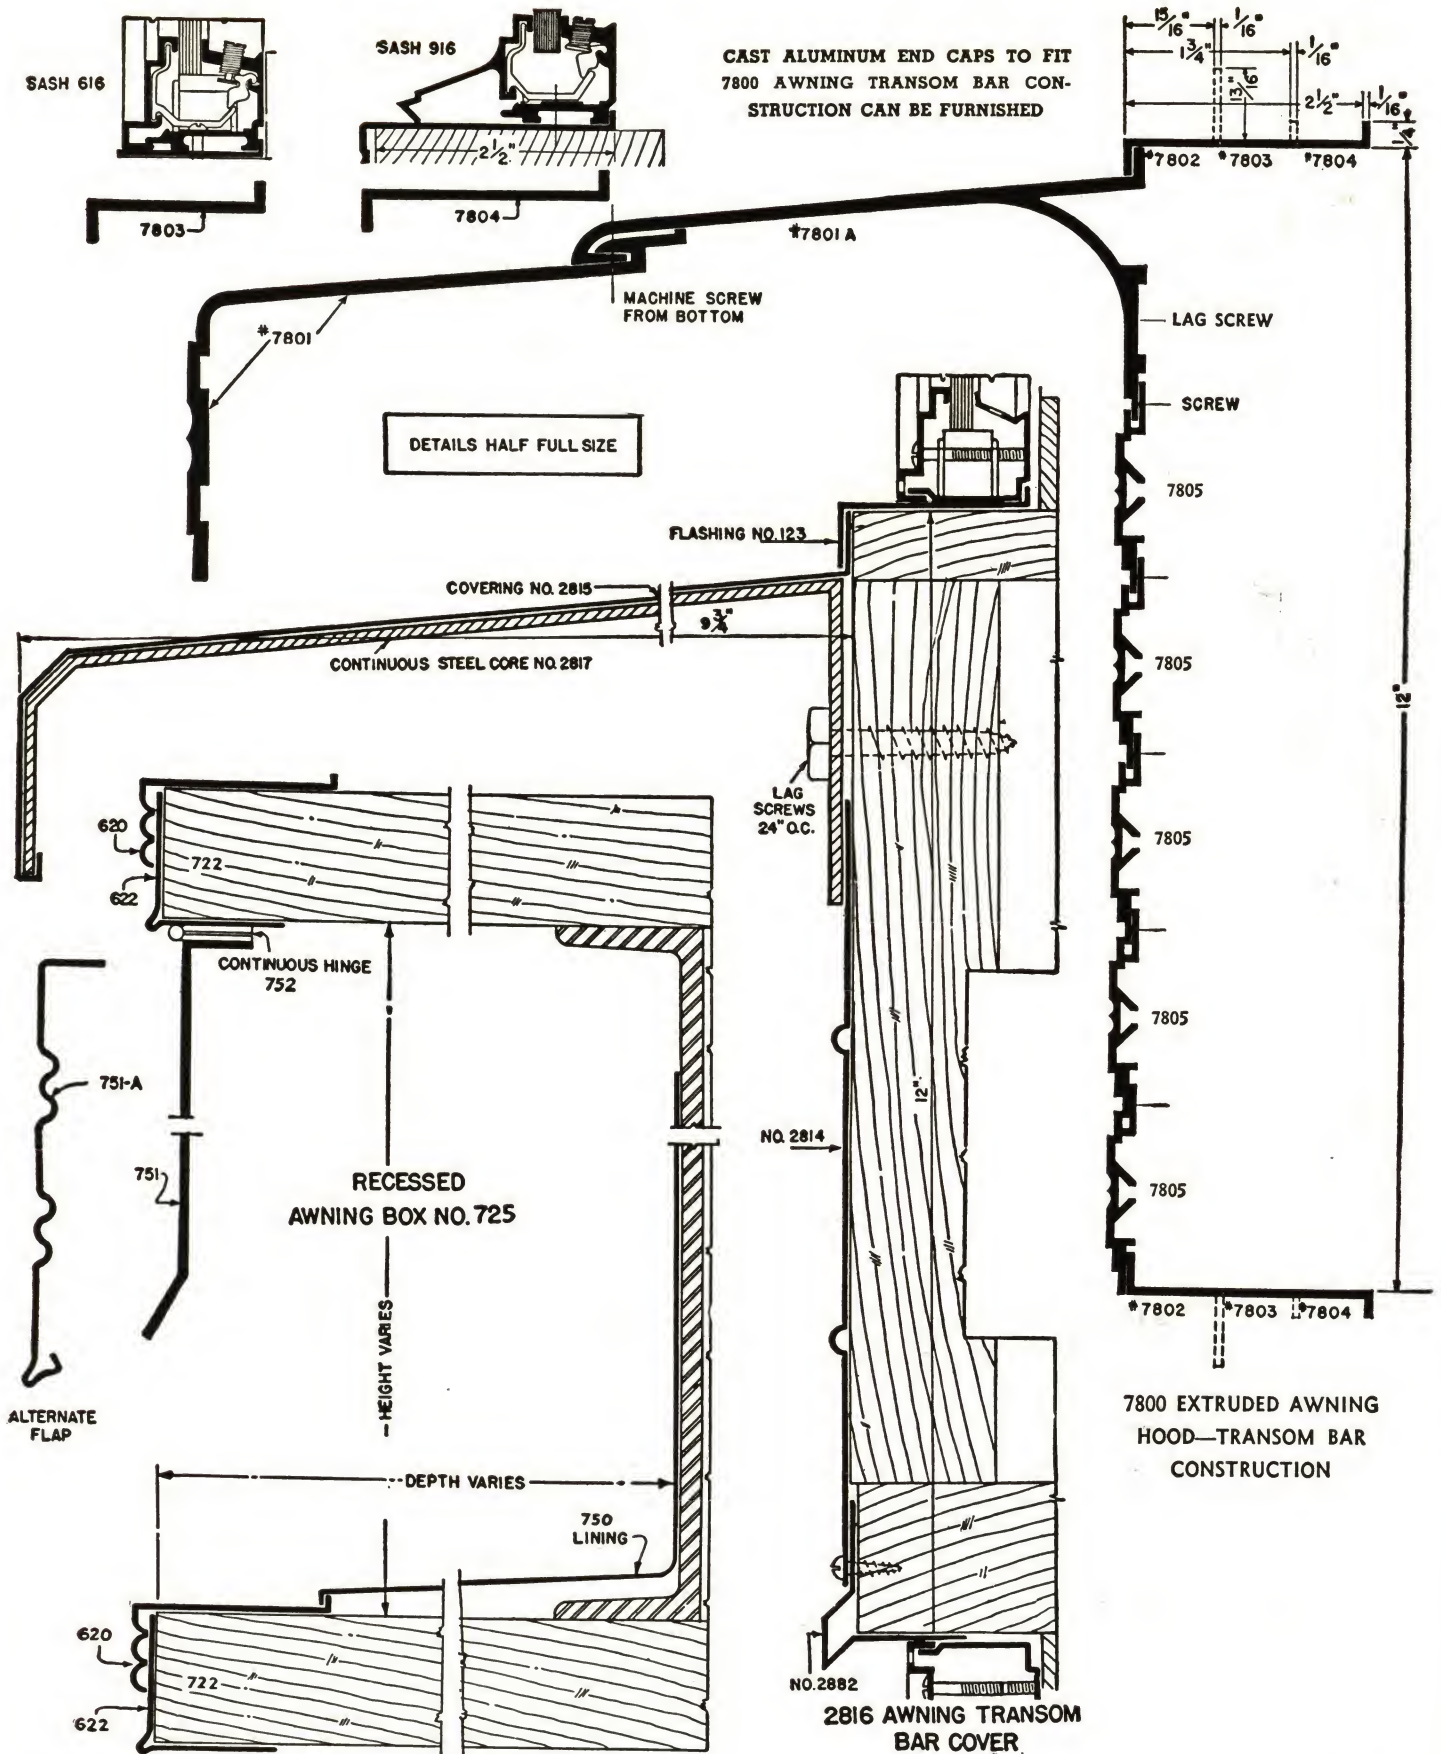 SASH 616
7803
SASH 916
2 1/2"
7804
CAST ALUMINUM END CAPS TO FIT
7800 AWNING TRANSOM BAR CON-
STRUCTION CAN BE FURNISHED
15/16"
1/16"
1 3/4"
1/16"
13/16"
2 1/2"
1/16"
1/4"
#7802
#7803
#7804
#7801A
MACHINE SCREW
FROM BOTTOM
#7801
LAG SCREW
SCREW
DETAILS HALF FULL SIZE
7805
FLASHING NO. 123
COVERING NO. 2815
9 3/4"
CONTINUOUS STEEL CORE NO. 2817
7805
12"
LAG
SCREWS
24" O.C.
620
722
622
7805
CONTINUOUS HINGE
752
751-A
7805
12"
NO. 2814
751
RECESSED
AWNING BOX NO. 725
7805
#7802
#7803
#7804
HEIGHT VARIES
ALTERNATE
FLAP
7800 EXTRUDED AWNING
HOOD—TRANSOM BAR
CONSTRUCTION
DEPTH VARIES
750
LINING
620
722
622
NO. 2882
2816 AWNING TRANSOM
BAR COVER